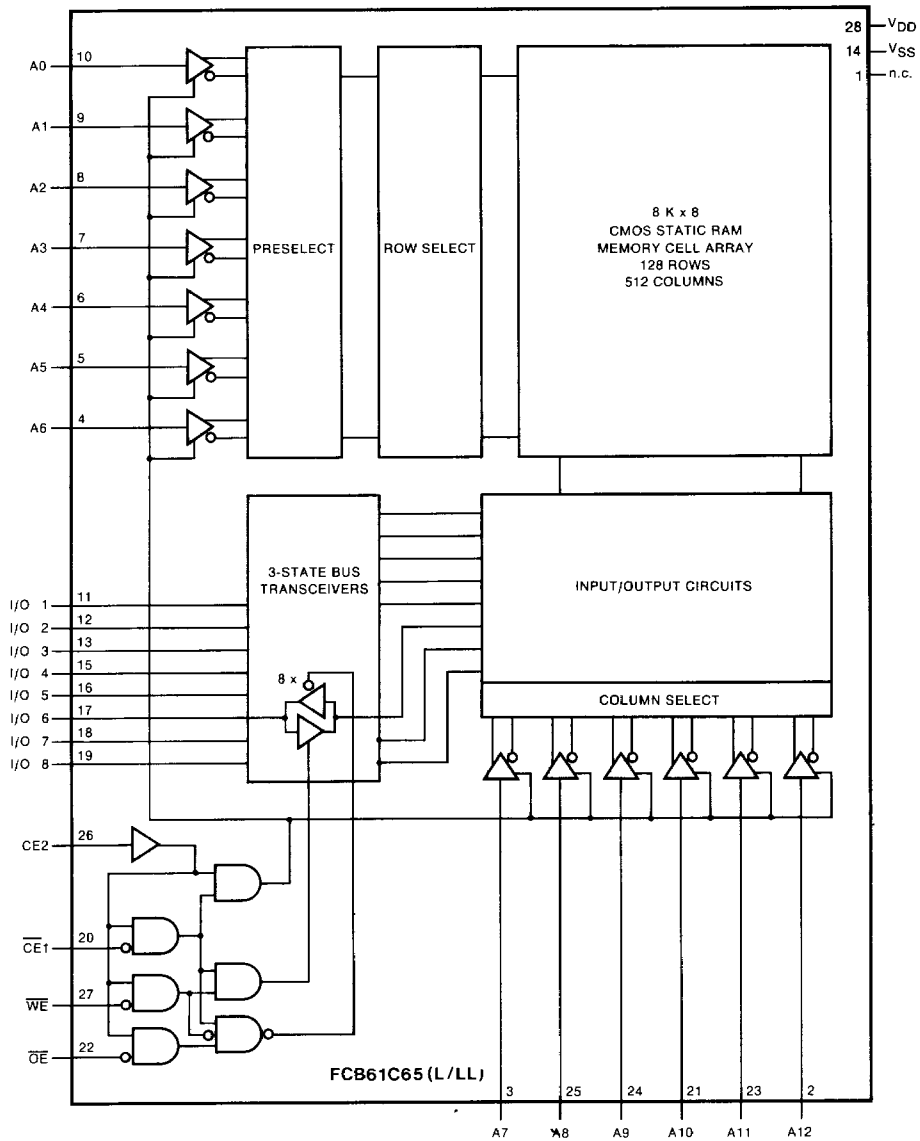 28 VDD
14 VSS
1 n.c.
A0 10
A1 9
A2 8
A3 7
A4 6
A5 5
A6 4
PRESELECT
ROW SELECT
8 K x 8
CMOS STATIC RAM
MEMORY CELL ARRAY
128 ROWS
512 COLUMNS
3-STATE BUS
TRANSCEIVERS
8 x
INPUT/OUTPUT CIRCUITS
COLUMN SELECT
I/O 1 11
I/O 2 12
I/O 3 13
I/O 4 15
I/O 5 16
I/O 6 17
I/O 7 18
I/O 8 19
CE2 26
C̅E̅1̅ 20
W̅E̅ 27
O̅E̅ 22
FCB61C65 (L/LL)
3 25 24 21 23 2
A7 A8 A9 A10 A11 A12